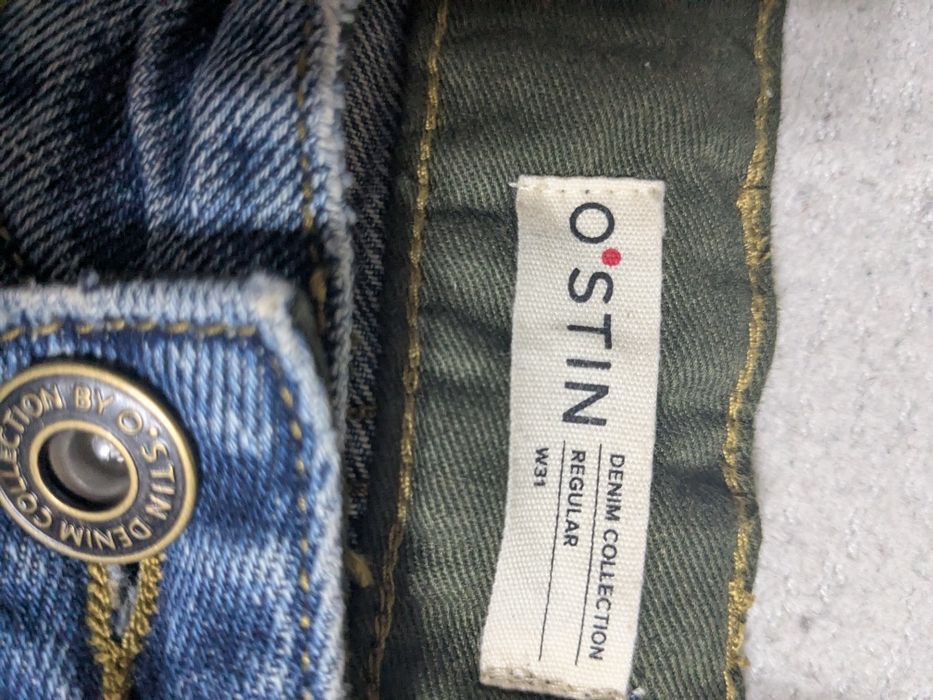 O'STIN
DENIM COLLECTION
REGULAR
W31
DENIM COLLECTION BY O'STIN